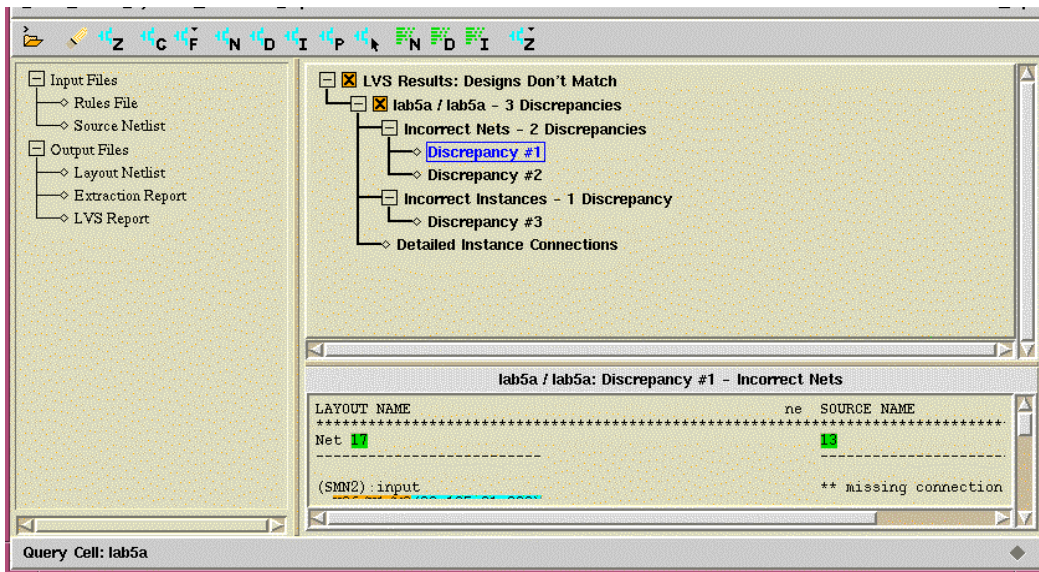 Z C F N D I P N D I Z
Input Files
Rules File
Source Netlist
Output Files
Layout Netlist
Extraction Report
LVS Report
LVS Results: Designs Don't Match
lab5a / lab5a - 3 Discrepancies
Incorrect Nets - 2 Discrepancies
Discrepancy #1
Discrepancy #2
Incorrect Instances - 1 Discrepancy
Discrepancy #3
Detailed Instance Connections
lab5a / lab5a: Discrepancy #1 - Incorrect Nets
LAYOUT NAME ne SOURCE NAME
Net 17 13
(SMN2):input ** missing connection
Query Cell: lab5a